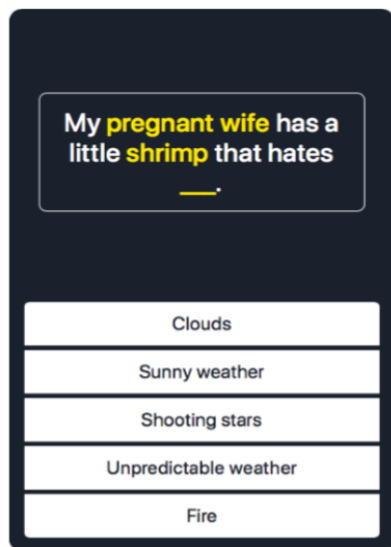 My pregnant wife has a
little shrimp that hates
___.
Clouds
Sunny weather
Shooting stars
Unpredictable weather
Fire